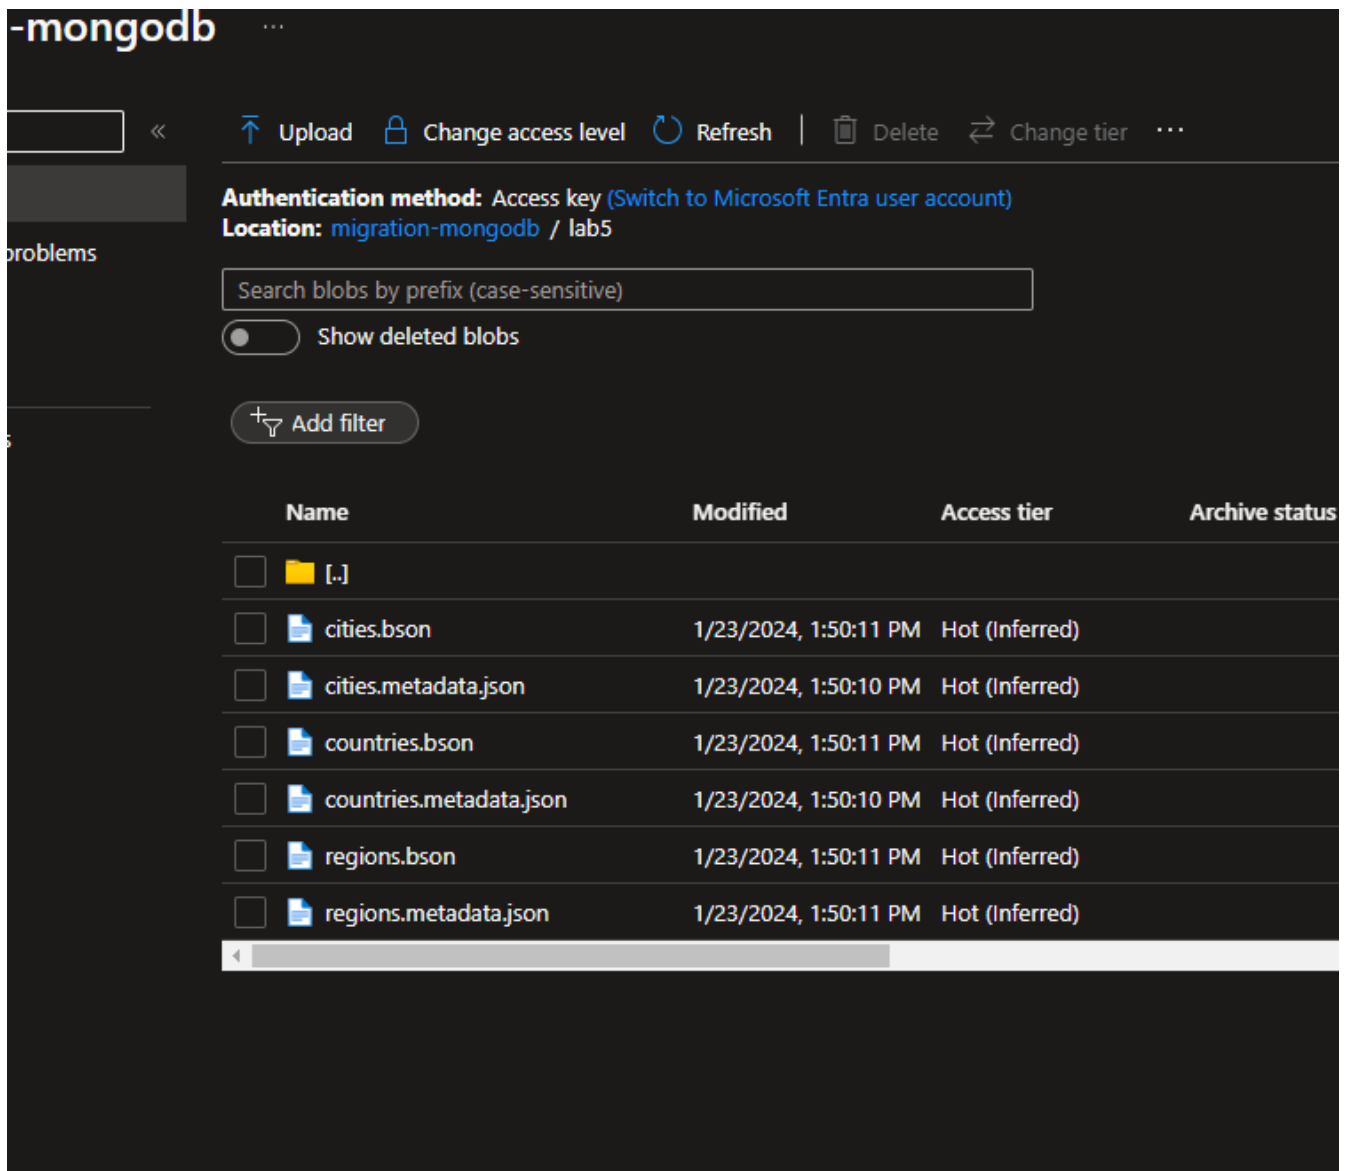 -mongodb ...
« Upload Change access level Refresh | Delete Change tier ...
Authentication method: Access key (Switch to Microsoft Entra user account)
Location: migration-mongodb / lab5
problems
Search blobs by prefix (case-sensitive)
Show deleted blobs
Add filter
s
Name Modified Access tier Archive status
[..]
cities.bson 1/23/2024, 1:50:11 PM Hot (Inferred)
cities.metadata.json 1/23/2024, 1:50:10 PM Hot (Inferred)
countries.bson 1/23/2024, 1:50:11 PM Hot (Inferred)
countries.metadata.json 1/23/2024, 1:50:10 PM Hot (Inferred)
regions.bson 1/23/2024, 1:50:11 PM Hot (Inferred)
regions.metadata.json 1/23/2024, 1:50:11 PM Hot (Inferred)